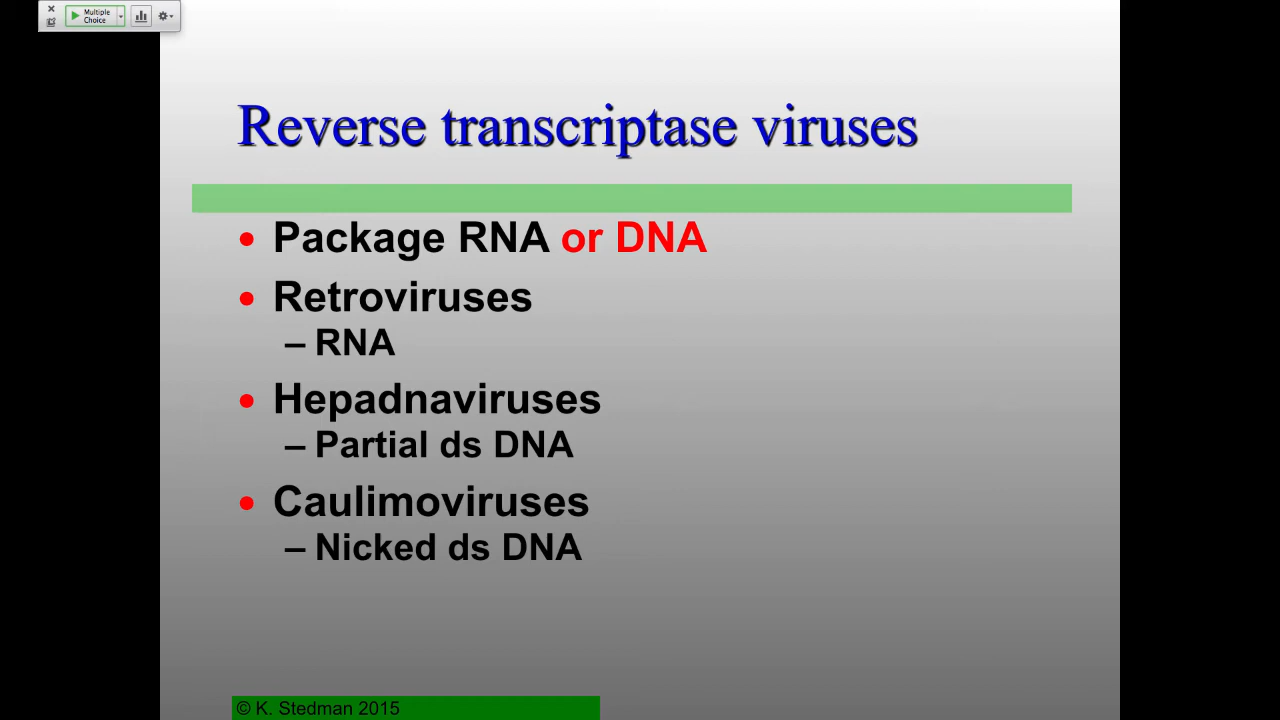 Multiple
Choice
Reverse transcriptase viruses
• Package RNA or DNA
• Retroviruses
– RNA
• Hepadnaviruses
– Partial ds DNA
• Caulimoviruses
– Nicked ds DNA
© K. Stedman 2015